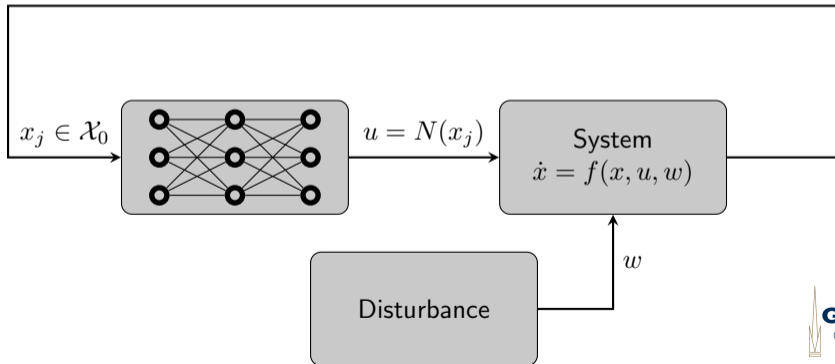 x_j ∈ 𝒳_0
u = N(x_j)
System
ẋ = f(x, u, w)
w
Disturbance
G